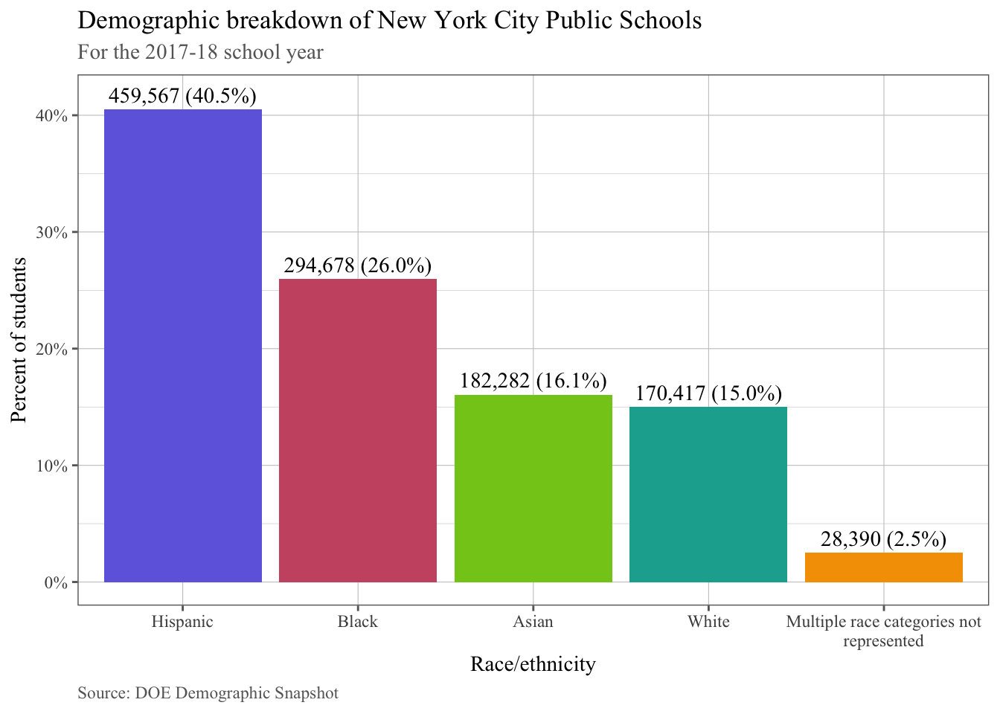 Demographic breakdown of New York City Public Schools
For the 2017-18 school year
Percent of students
40%
30%
20%
10%
0%
459,567 (40.5%)
294,678 (26.0%)
182,282 (16.1%)
170,417 (15.0%)
28,390 (2.5%)
Hispanic
Black
Asian
White
Multiple race categories not
represented
Race/ethnicity
Source: DOE Demographic Snapshot